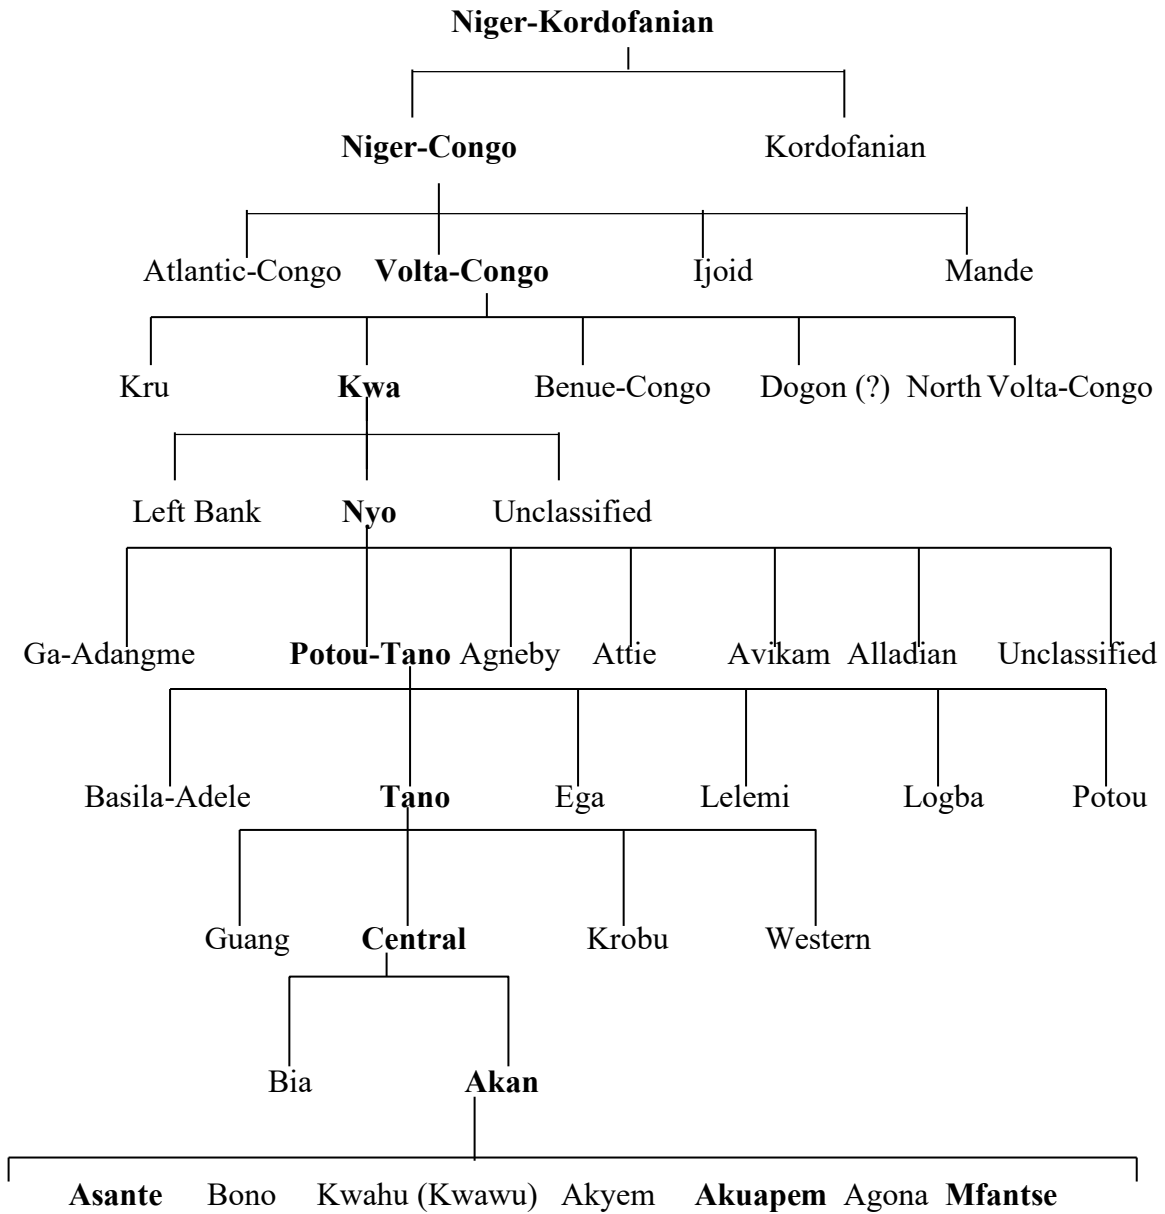 Niger-Kordofanian
Niger-Congo Kordofanian
Atlantic-Congo Volta-Congo Ijoid Mande
Kru Kwa Benue-Congo Dogon (?) North Volta-Congo
Left Bank Nyo Unclassified
Ga-Adangme Potou-Tano Agneby Attie Avikam Alladian Unclassified
Basila-Adele Tano Ega Lelemi Logba Potou
Guang Central Krobu Western
Bia Akan
Asante Bono Kwahu (Kwawu) Akyem Akuapem Agona Mfantse